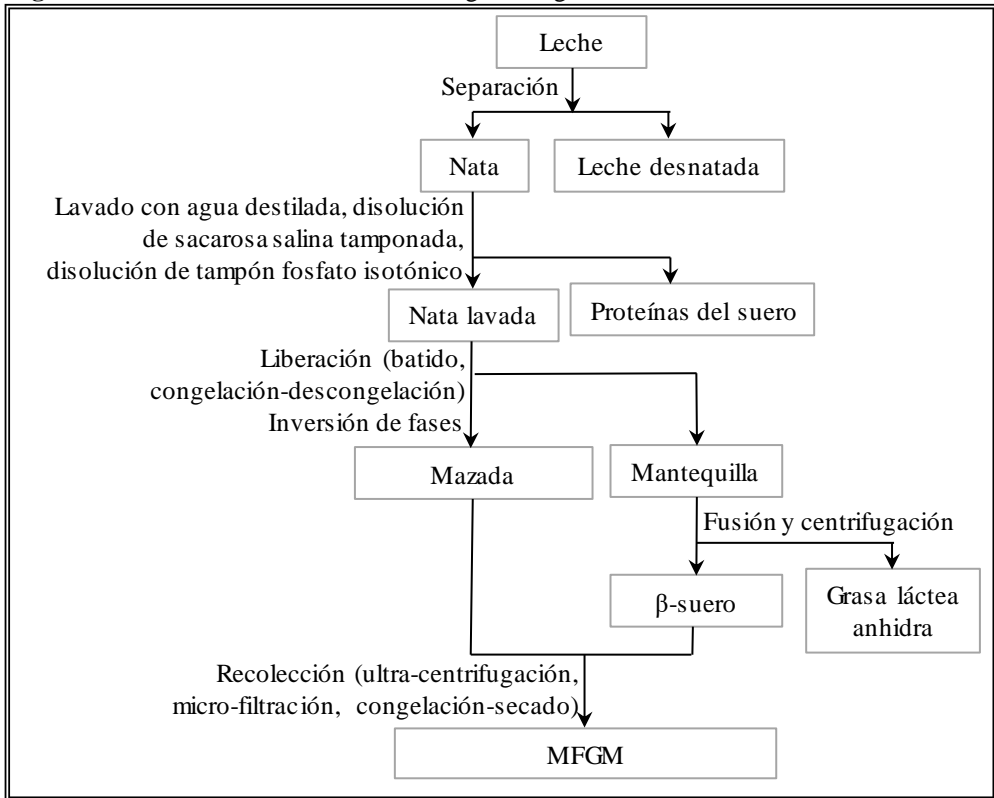 Leche
Separación
Nata
Leche desnatada
Lavado con agua destilada, disolución
de sacarosa salina tamponada,
disolución de tampón fosfato isotónico
Nata lavada
Proteínas del suero
Liberación (batido,
congelación-descongelación)
Inversión de fases
Mazada
Mantequilla
Fusión y centrifugación
β-suero
Grasa láctea
anhidra
Recolección (ultra-centrifugación,
micro-filtración, congelación-secado)
MFGM